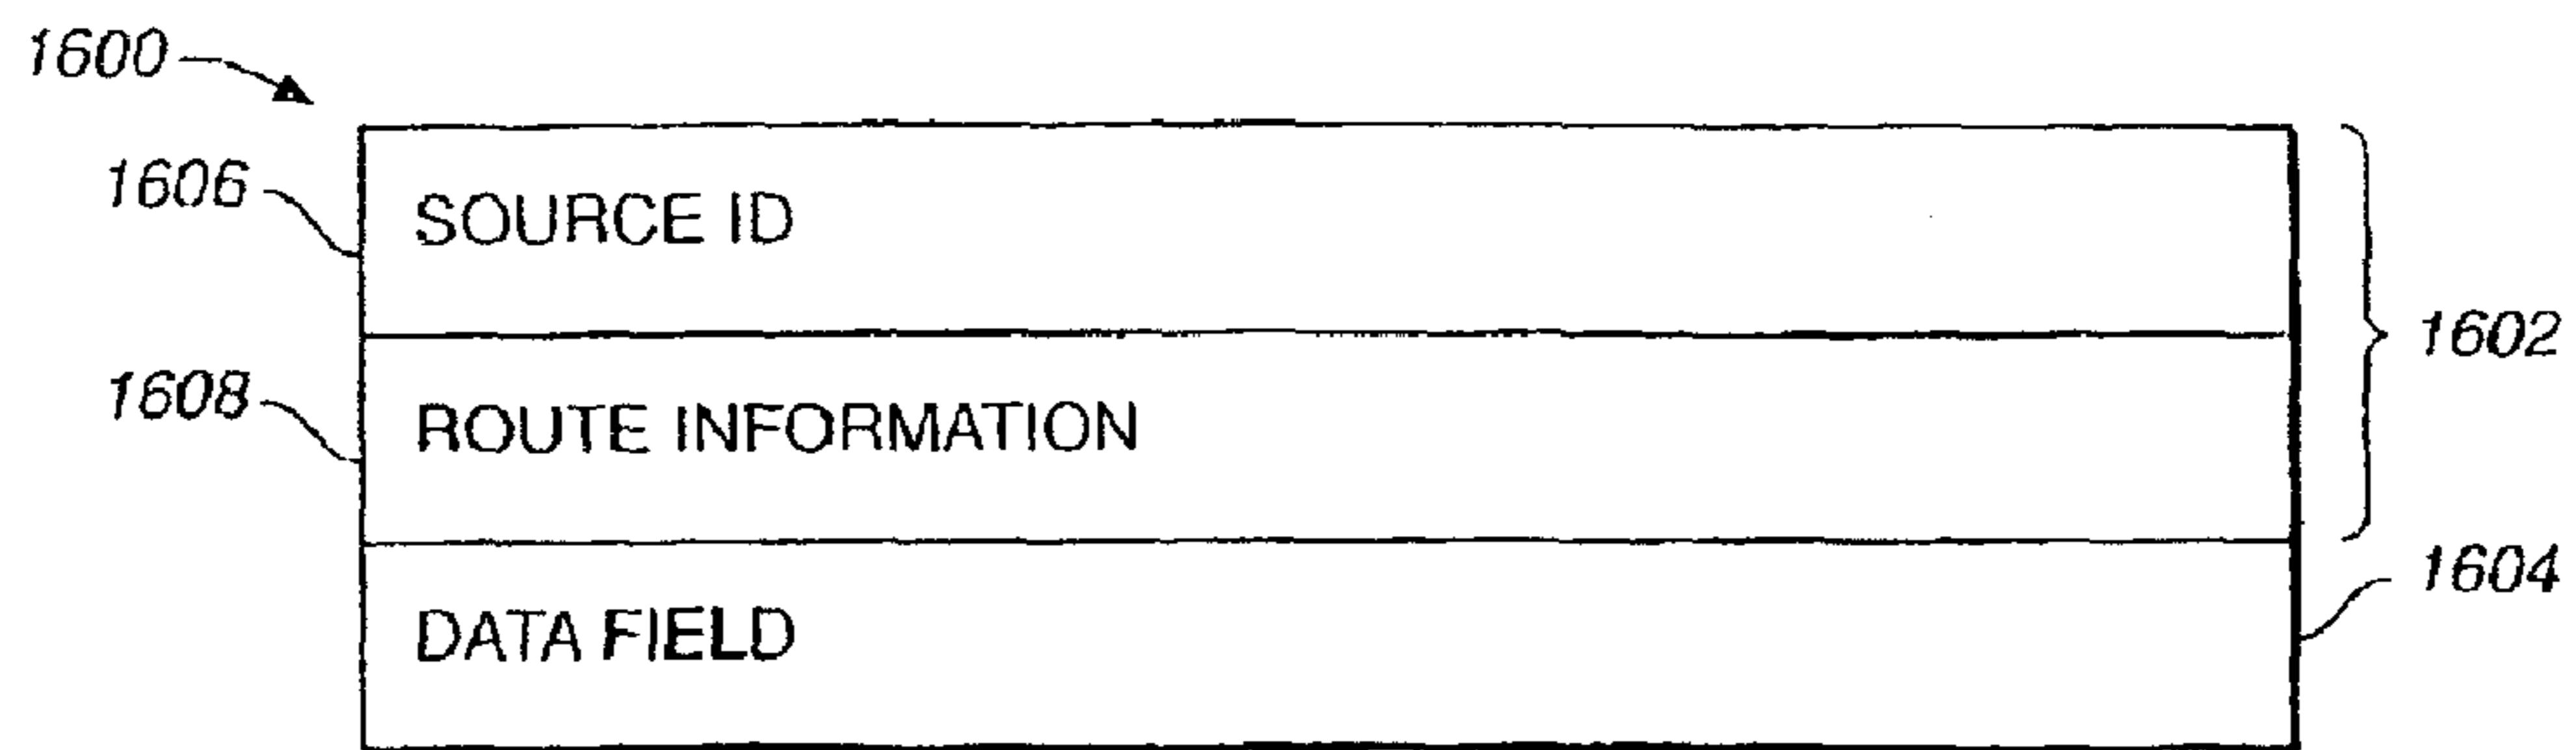 1600
1606
SOURCE ID
1602
1608
ROUTE INFORMATION
1604
DATA FIELD